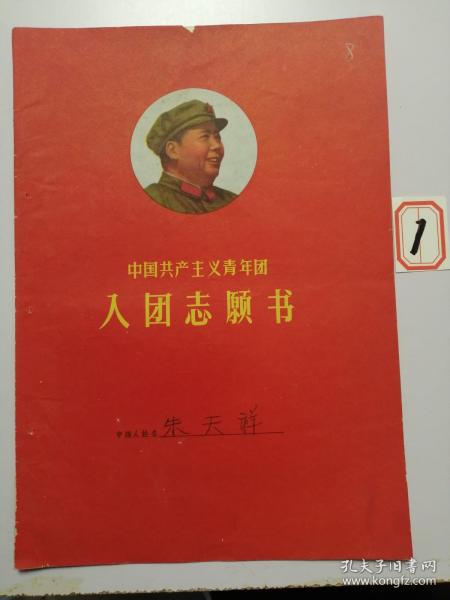 8
1
中国共产主义青年团
入团志愿书
申请人姓名 朱天祥
孔夫子旧书网
www.kongfz.com